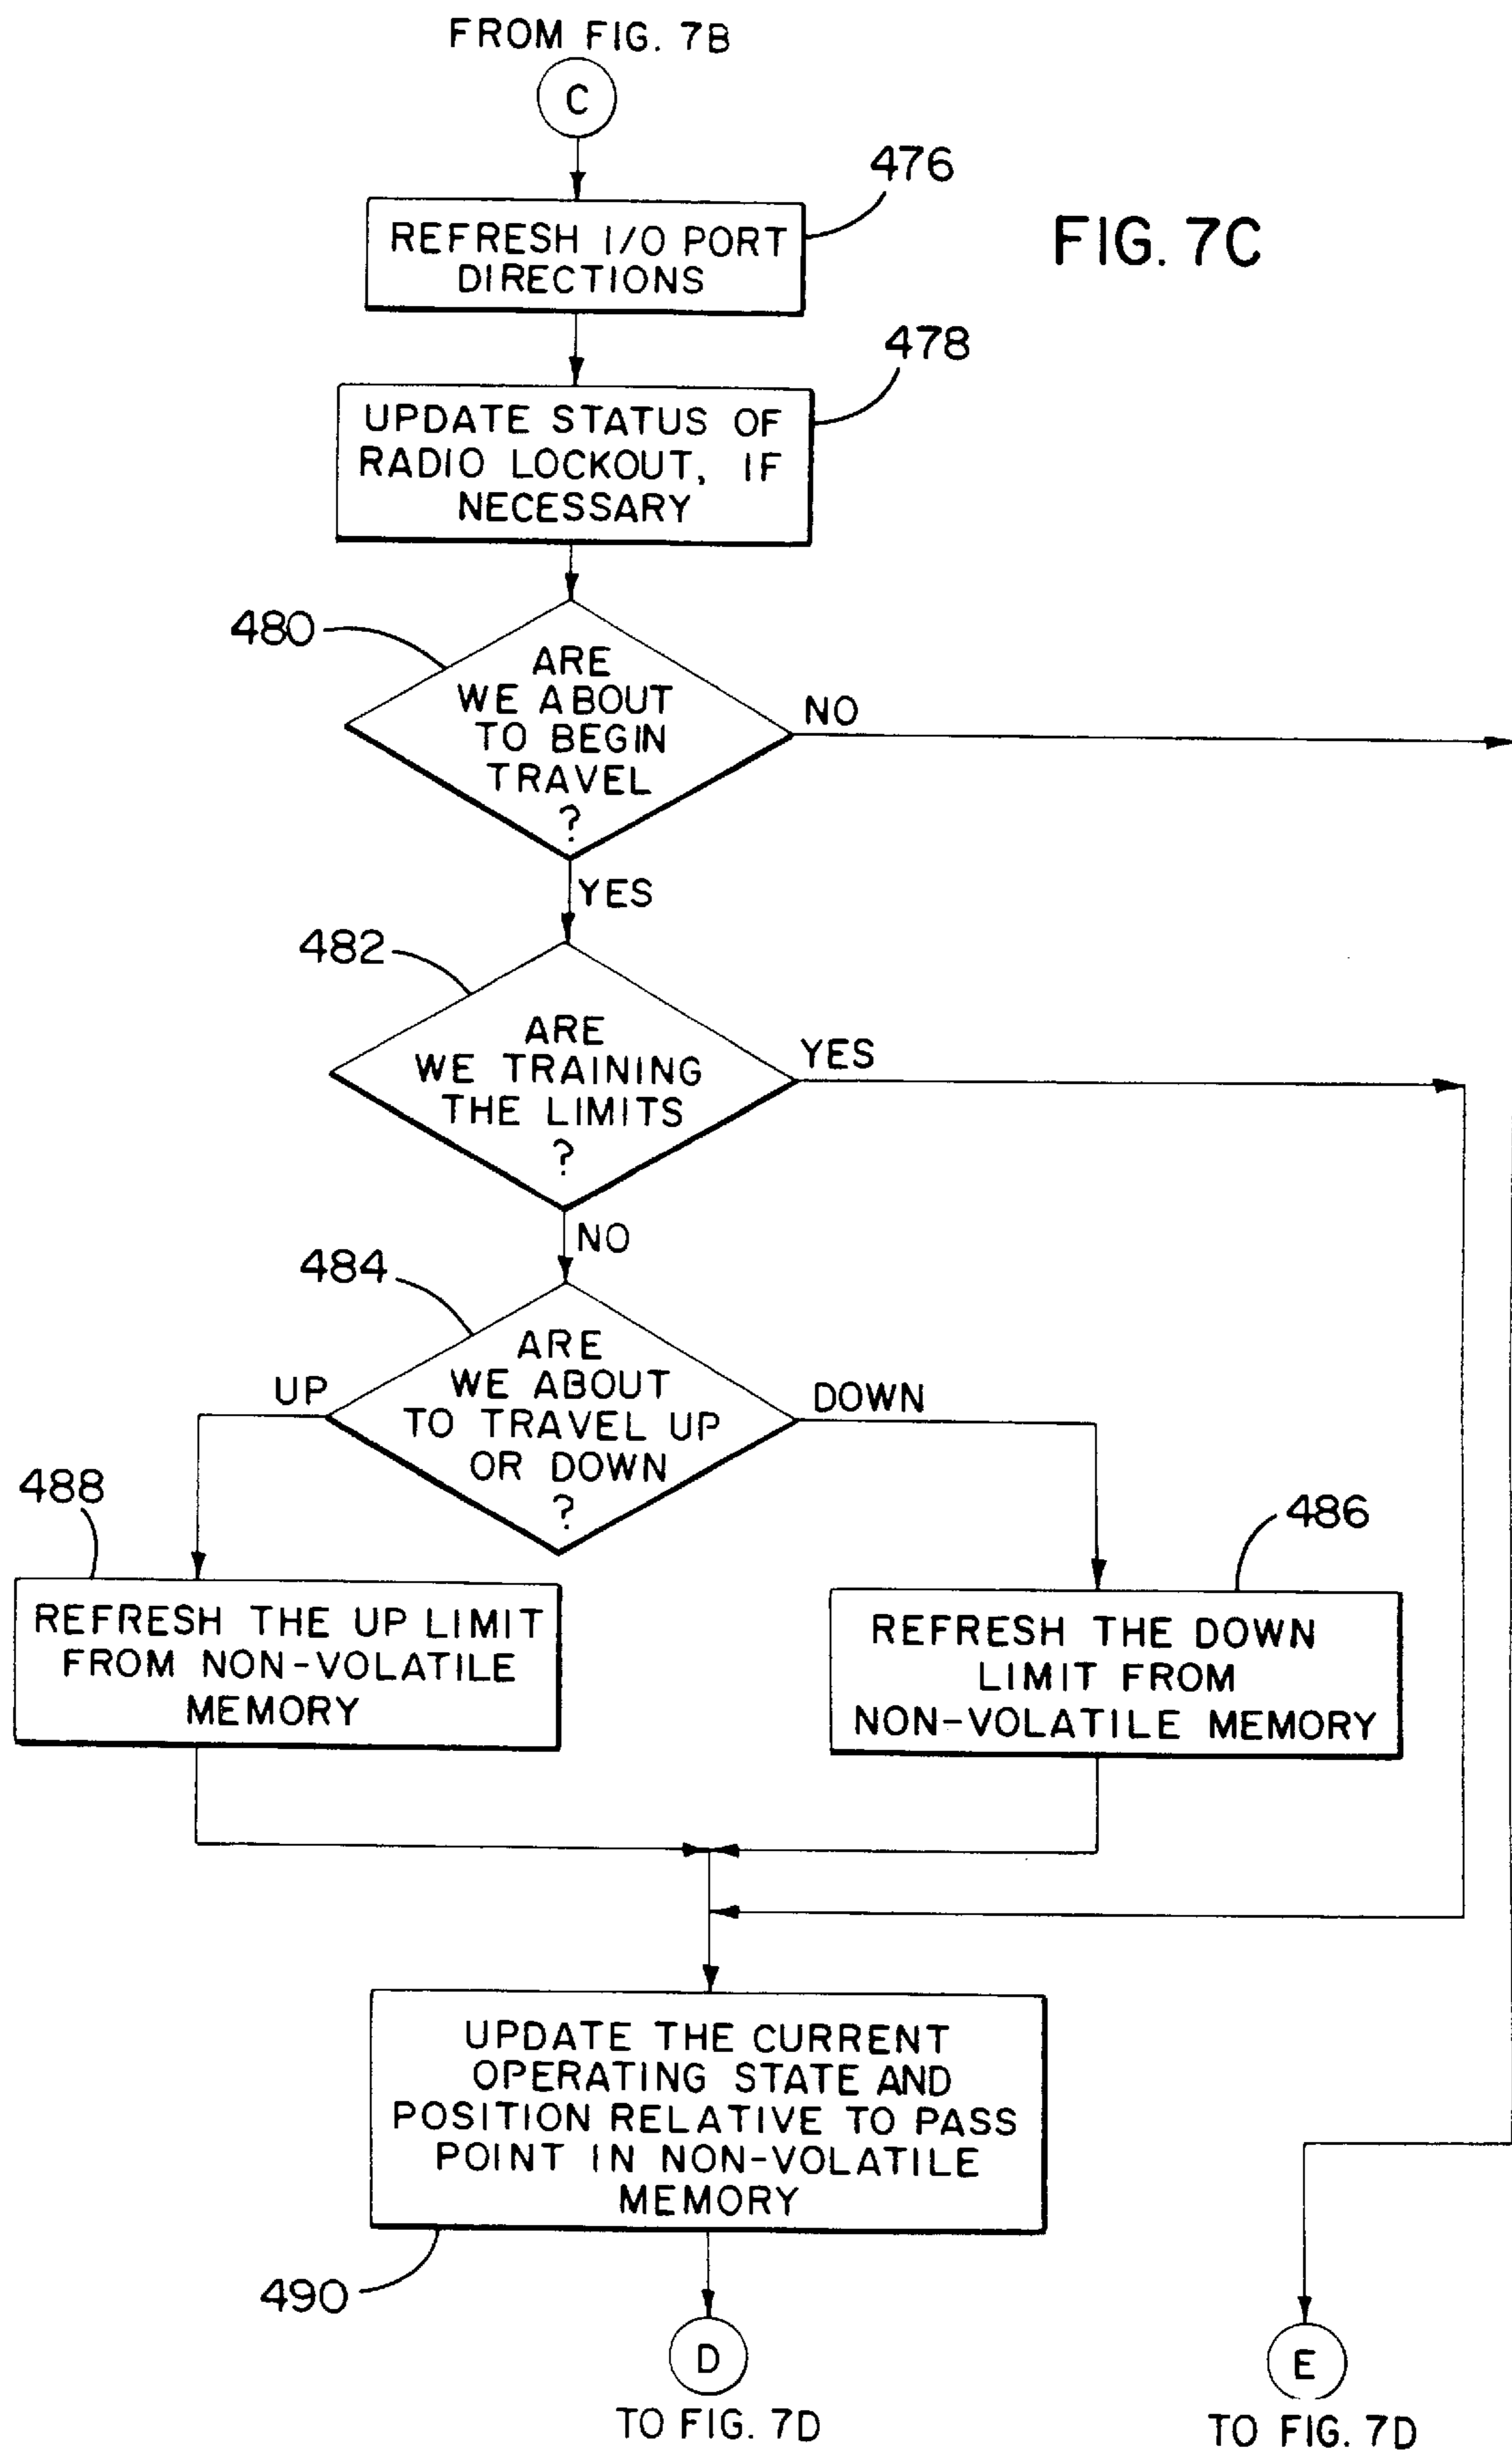 FROM FIG. 7B
C
476
REFRESH I/O PORT
DIRECTIONS
FIG. 7C
478
UPDATE STATUS OF
RADIO LOCKOUT, IF
NECESSARY
480
ARE
WE ABOUT
TO BEGIN
TRAVEL
?
NO
YES
482
ARE
WE TRAINING
THE LIMITS
?
YES
NO
484
ARE
WE ABOUT
TO TRAVEL UP
OR DOWN
?
UP
DOWN
488
REFRESH THE UP LIMIT
FROM NON-VOLATILE
MEMORY
486
REFRESH THE DOWN
LIMIT FROM
NON-VOLATILE MEMORY
UPDATE THE CURRENT
OPERATING STATE AND
POSITION RELATIVE TO PASS
POINT IN NON-VOLATILE
MEMORY
490
D
TO FIG. 7D
E
TO FIG. 7D